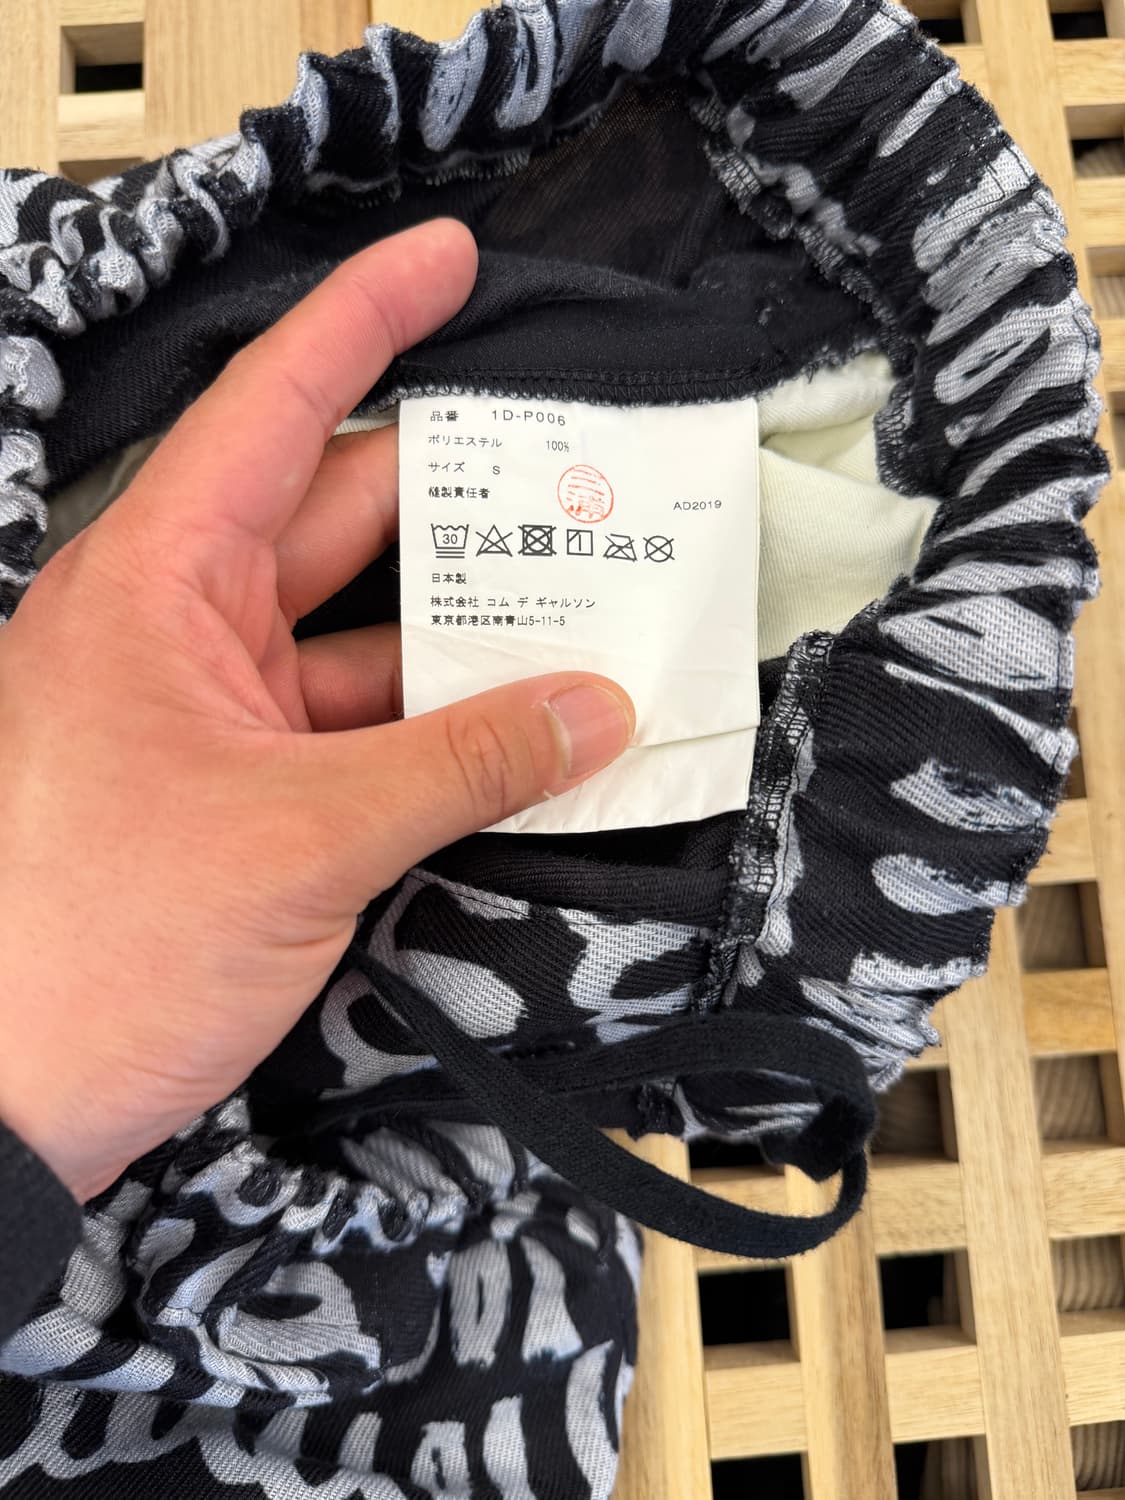 品番 1D-P006
ポリエステル 100%
サイズ S
縫製責任者
AD2019
30
日本製
株式会社 コム デ ギャルソン
東京都港区南青山5-11-5